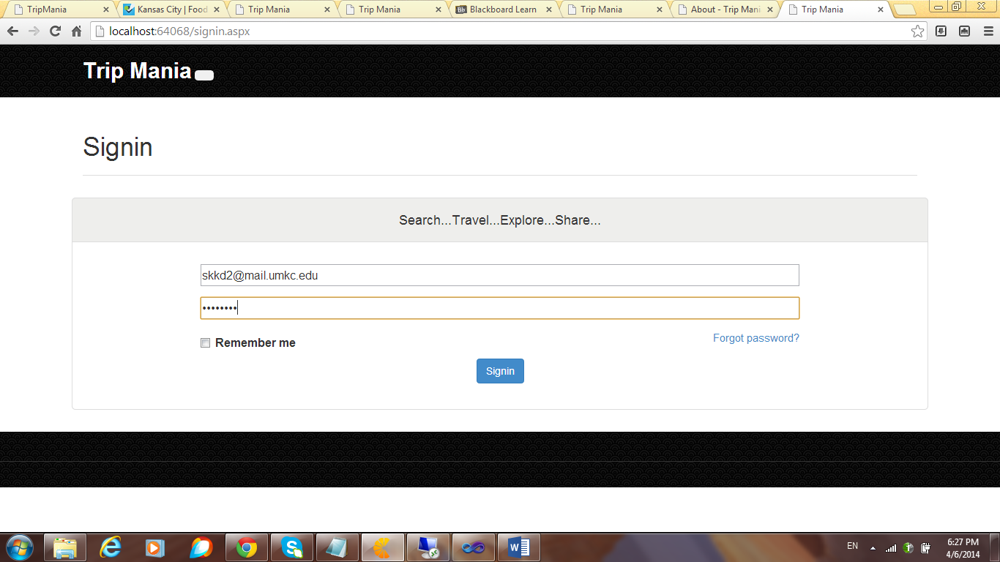 TripMania
Kansas City | Food
Trip Mania
Trip Mania
Bb Blackboard Learn
Trip Mania
About - Trip Mani
Trip Mania
localhost:64068/signin.aspx
Trip Mania
Signin
Search...Travel...Explore...Share...
skkd2@mail.umkc.edu
••••••••
Remember me
Forgot password?
Signin
EN
6:27 PM
4/6/2014